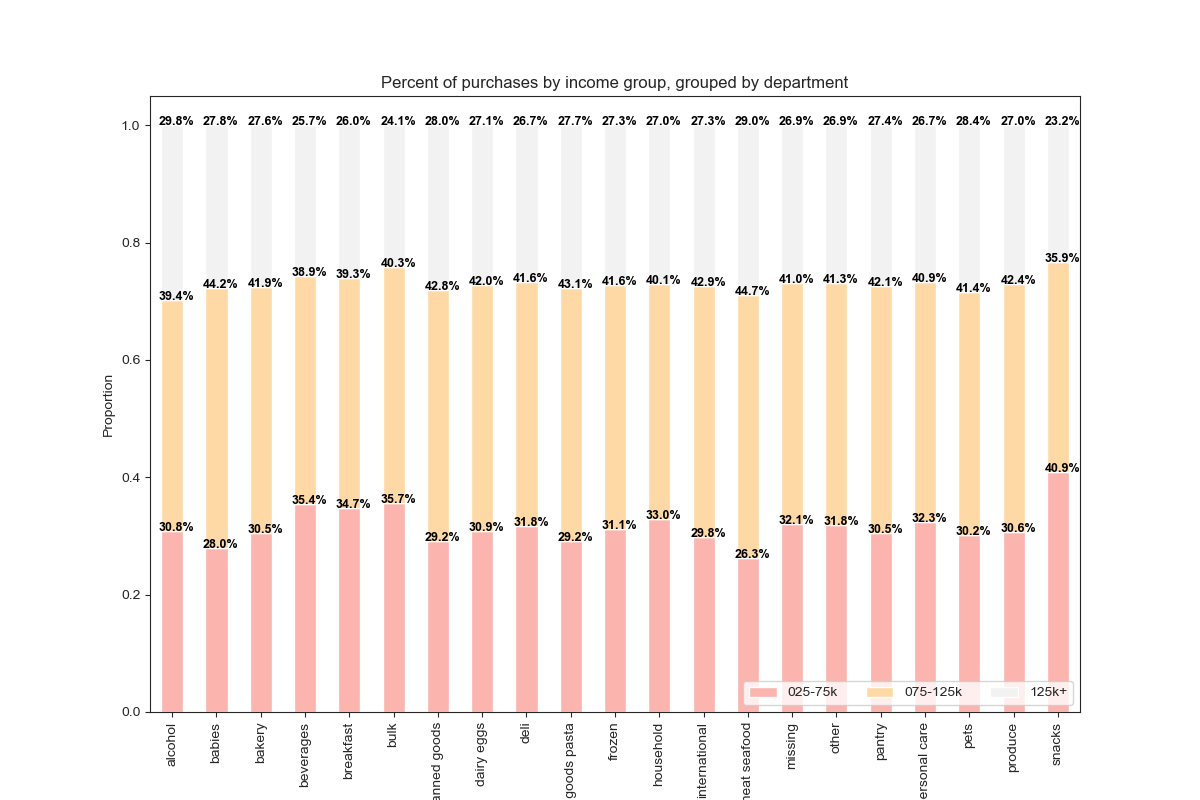 Percent of purchases by income group, grouped by department
29.8% 27.8% 27.6% 25.7% 26.0% 24.1% 28.0% 27.1% 26.7% 27.7% 27.3% 27.0% 27.3% 29.0% 26.9% 26.9% 27.4% 26.7% 28.4% 27.0% 23.2%
39.4% 44.2% 41.9% 38.9% 39.3% 40.3% 42.8% 42.0% 41.6% 43.1% 41.6% 40.1% 42.9% 44.7% 41.0% 41.3% 42.1% 40.9% 41.4% 42.4% 35.9%
30.8% 28.0% 30.5% 35.4% 34.7% 35.7% 29.2% 30.9% 31.8% 29.2% 31.1% 33.0% 29.8% 26.3% 32.1% 31.8% 30.5% 32.3% 30.2% 30.6% 40.9%
1.0
0.8
0.6
0.4
0.2
0.0
Proportion
025-75k 075-125k 125k+
alcohol
babies
bakery
beverages
breakfast
bulk
anned goods
dairy eggs
deli
goods pasta
frozen
household
international
neat seafood
missing
other
pantry
ersonal care
pets
produce
snacks